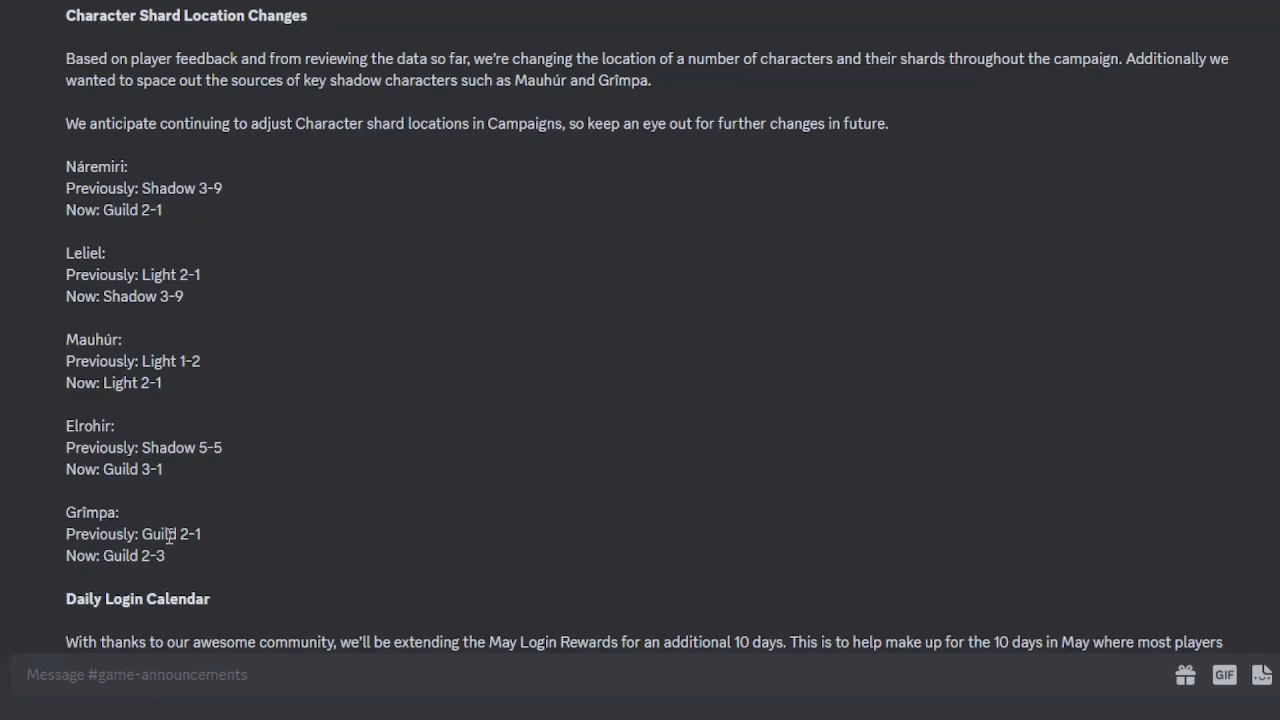 Character Shard Location Changes
Based on player feedback and from reviewing the data so far, we're changing the location of a number of characters and their shards throughout the campaign. Additionally we
wanted to space out the sources of key shadow characters such as Mauhúr and Grîmpa.
We anticipate continuing to adjust Character shard locations in Campaigns, so keep an eye out for further changes in future.
Náremiri:
Previously: Shadow 3-9
Now: Guild 2-1
Leliel:
Previously: Light 2-1
Now: Shadow 3-9
Mauhúr:
Previously: Light 1-2
Now: Light 2-1
Elrohir:
Previously: Shadow 5-5
Now: Guild 3-1
Grîmpa:
Previously: Guild 2-1
Now: Guild 2-3
Daily Login Calendar
With thanks to our awesome community, we'll be extending the May Login Rewards for an additional 10 days. This is to help make up for the 10 days in May where most players
Message #game-announcements
GIF